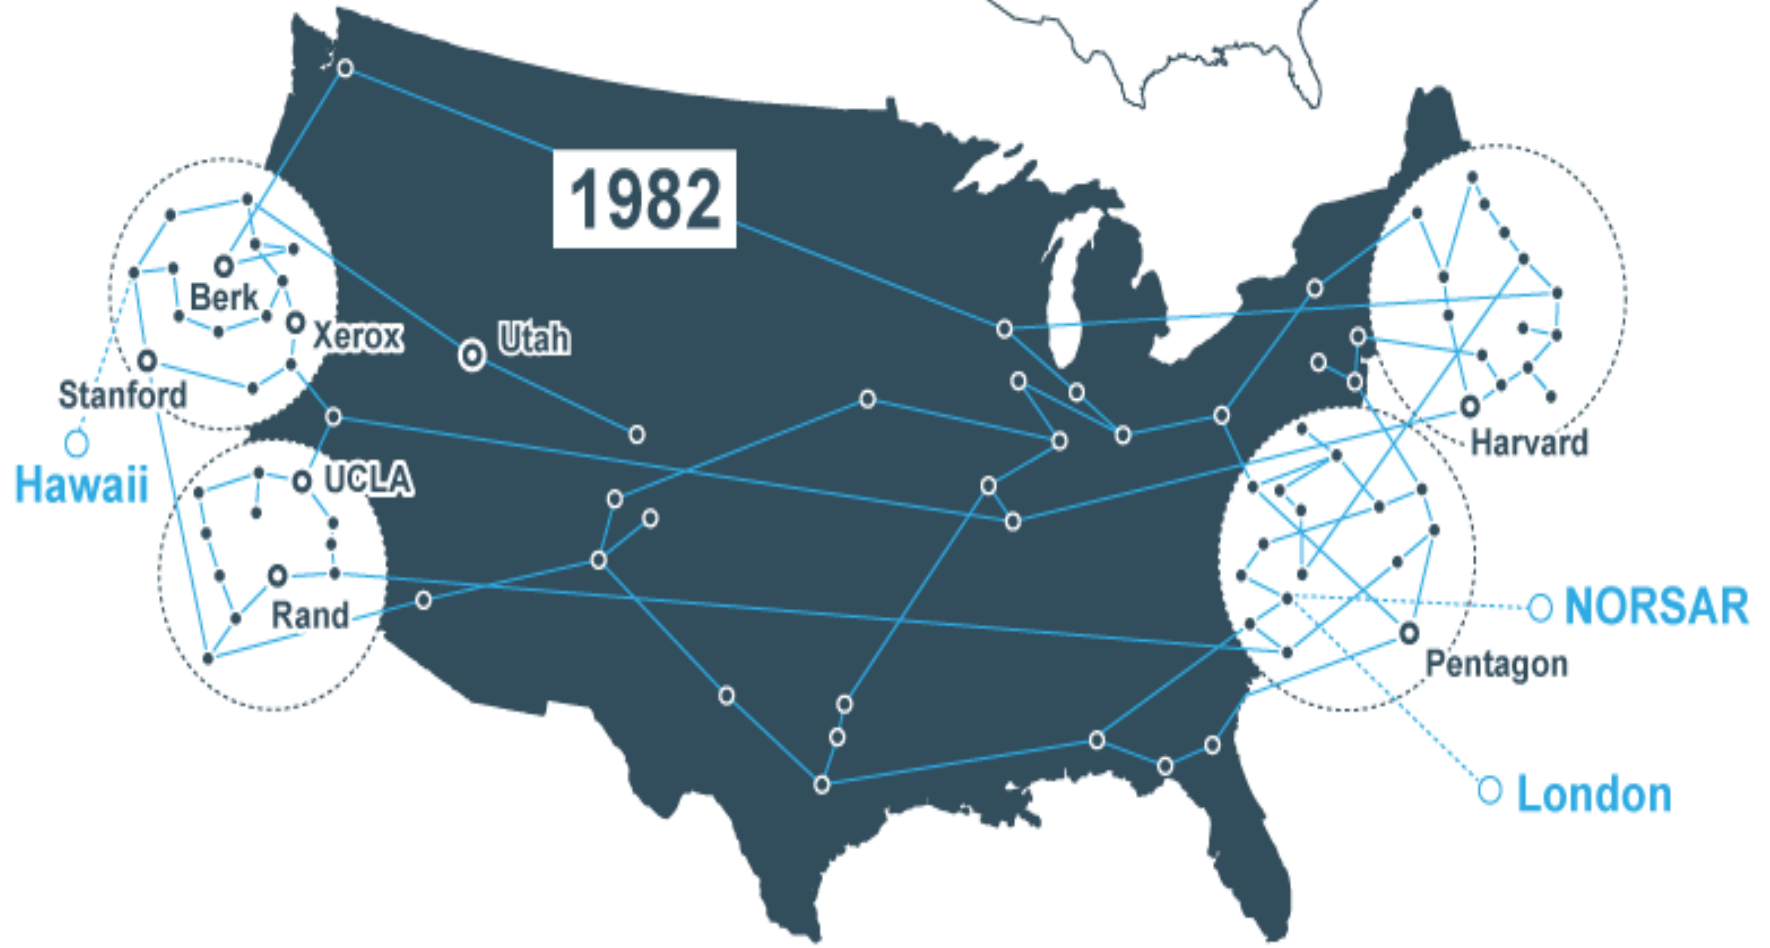 1982
Berk
Xerox
Utah
Stanford
Hawaii
UCLA
Harvard
Rand
NORSAR
Pentagon
London